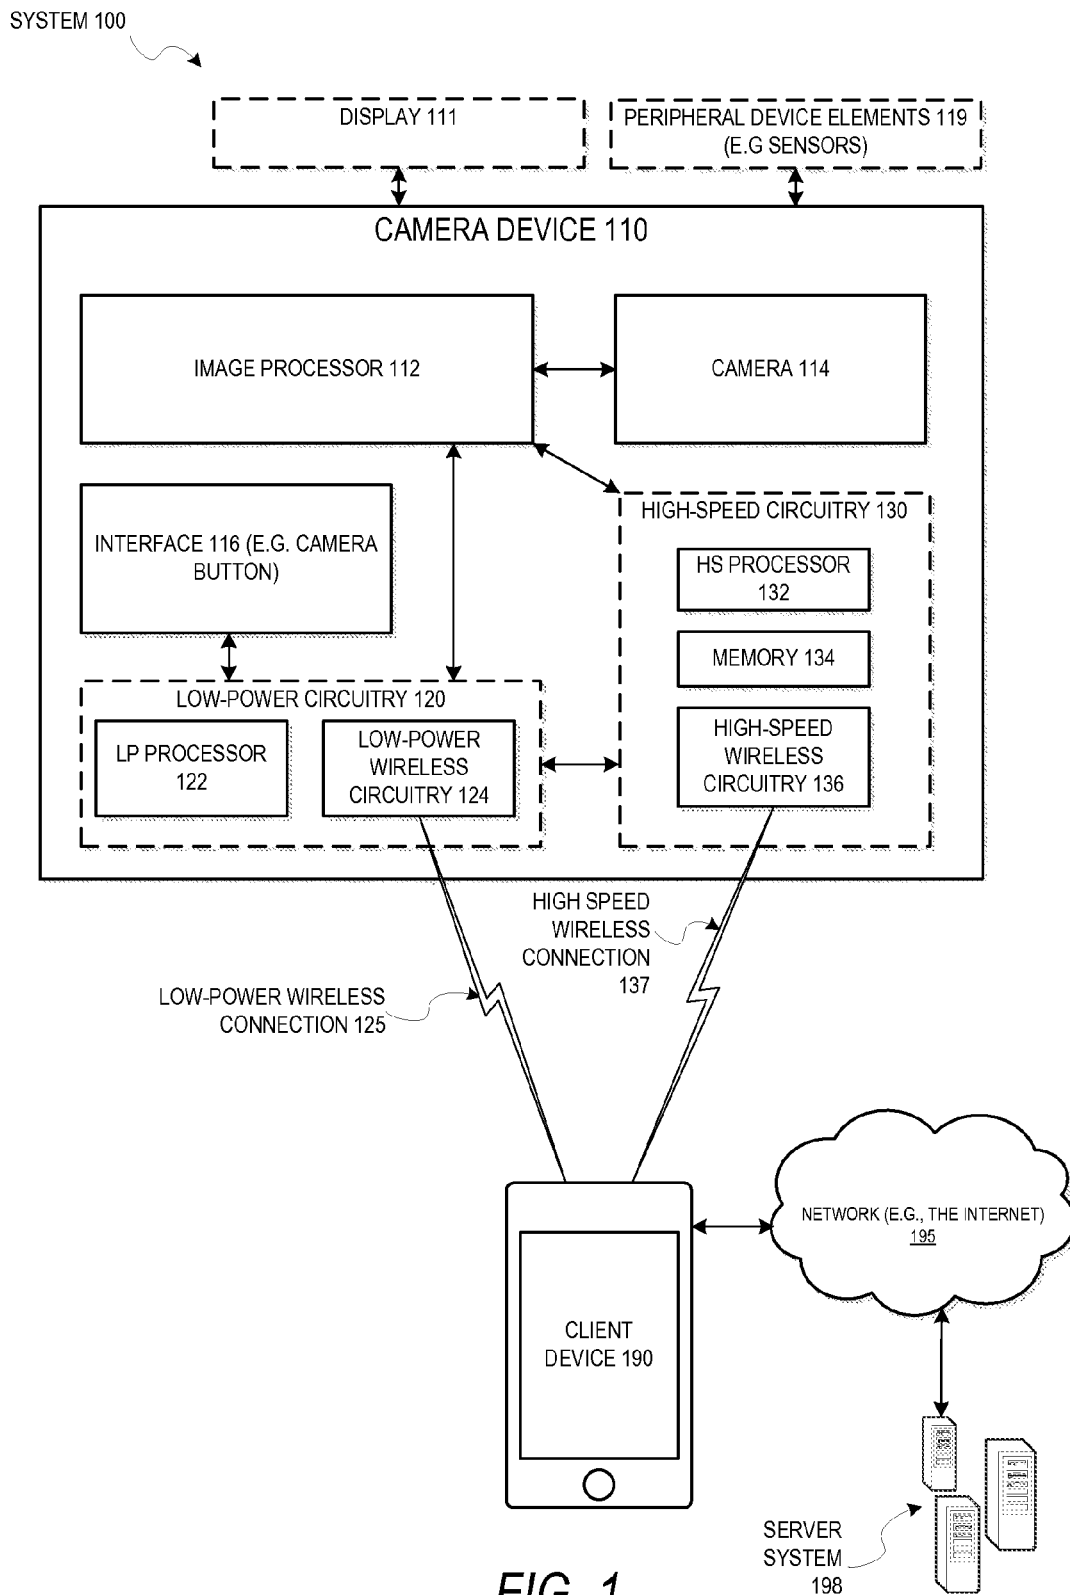 SYSTEM 100
DISPLAY 111
PERIPHERAL DEVICE ELEMENTS 119
(E.G SENSORS)
CAMERA DEVICE 110
IMAGE PROCESSOR 112
CAMERA 114
INTERFACE 116 (E.G. CAMERA
BUTTON)
HIGH-SPEED CIRCUITRY 130
HS PROCESSOR
132
MEMORY 134
HIGH-SPEED
WIRELESS
CIRCUITRY 136
LOW-POWER CIRCUITRY 120
LP PROCESSOR
122
LOW-POWER
WIRELESS
CIRCUITRY 124
HIGH SPEED
WIRELESS
CONNECTION
137
LOW-POWER WIRELESS
CONNECTION 125
NETWORK (E.G., THE INTERNET)
195
CLIENT
DEVICE 190
SERVER
SYSTEM
198
FIG. 1